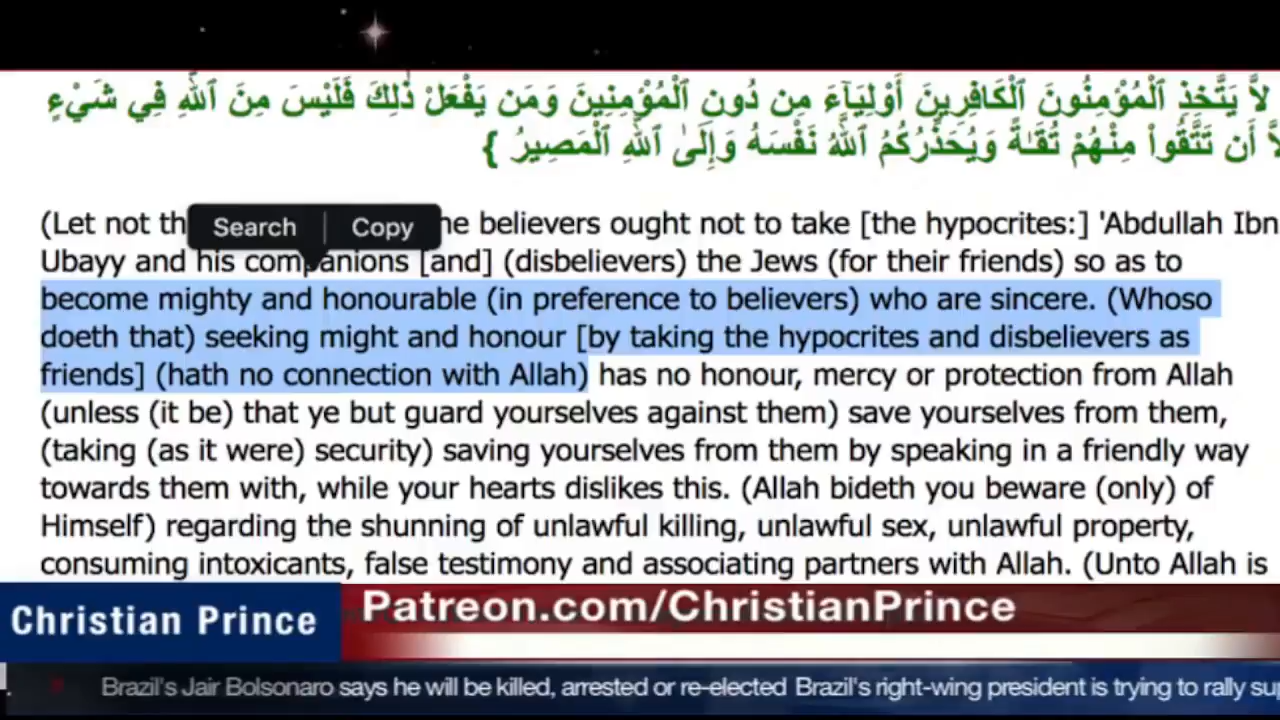 لاَّ يَتَّخِذِ ٱلْمُؤْمِنُونَ ٱلْكَافِرِينَ أَوْلِيَآءَ مِن دُونِ ٱلْمُؤْمِنِينَ وَمَن يَفْعَلْ ذٰلِكَ فَلَيْسَ مِنَ ٱللَّهِ فِي شَيْءٍ
أَن تَتَّقُواْ مِنْهُمْ تُقَـٰةً وَيُحَذِّرُكُمُ ٱللَّهُ نَفْسَهُ وَإِلَىٰ ٱللَّهِ ٱلْمَصِيرُ }
Search | Copy
(Let not believers ought not to take [the hypocrites:] 'Abdullah Ibn
Ubayy and his companions [and] (disbelievers) the Jews (for their friends) so as to
become mighty and honourable (in preference to believers) who are sincere. (Whoso
doeth that) seeking might and honour [by taking the hypocrites and disbelievers as
friends] (hath no connection with Allah) has no honour, mercy or protection from Allah
(unless (it be) that ye but guard yourselves against them) save yourselves from them,
(taking (as it were) security) saving yourselves from them by speaking in a friendly way
towards them with, while your hearts dislikes this. (Allah bideth you beware (only) of
Himself) regarding the shunning of unlawful killing, unlawful sex, unlawful property,
consuming intoxicants, false testimony and associating partners with Allah. (Unto Allah is
Christian Prince
Patreon.com/ChristianPrince
Brazil's Jair Bolsonaro says he will be killed, arrested or re-elected Brazil's right-wing president is trying to rally